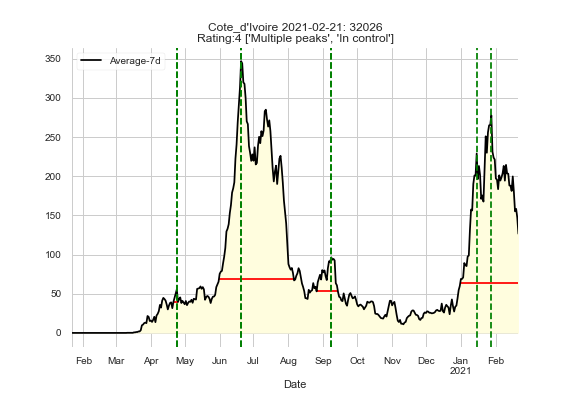 Cote_d'Ivoire 2021-02-21: 32026
Rating:4 ['Multiple peaks', 'In control']
Average-7d
350
300
250
200
150
100
50
0
Feb Mar Apr May Jun Jul Aug Sep Oct Nov Dec Jan Feb
2021
Date